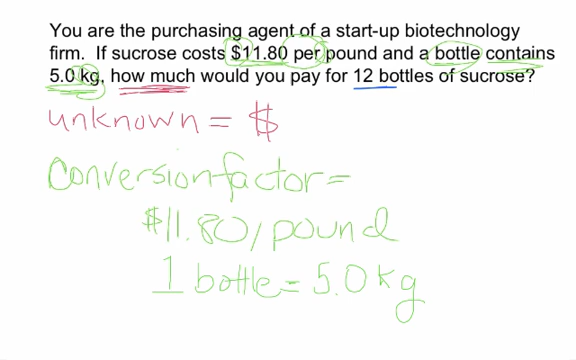 You are the purchasing agent of a start-up biotechnology
firm. If sucrose costs $11.80 per pound and a bottle contains
5.0 kg, how much would you pay for 12 bottles of sucrose?
unknown = $
Conversion factor =
$11.80/pound
1 bottle = 5.0 kg